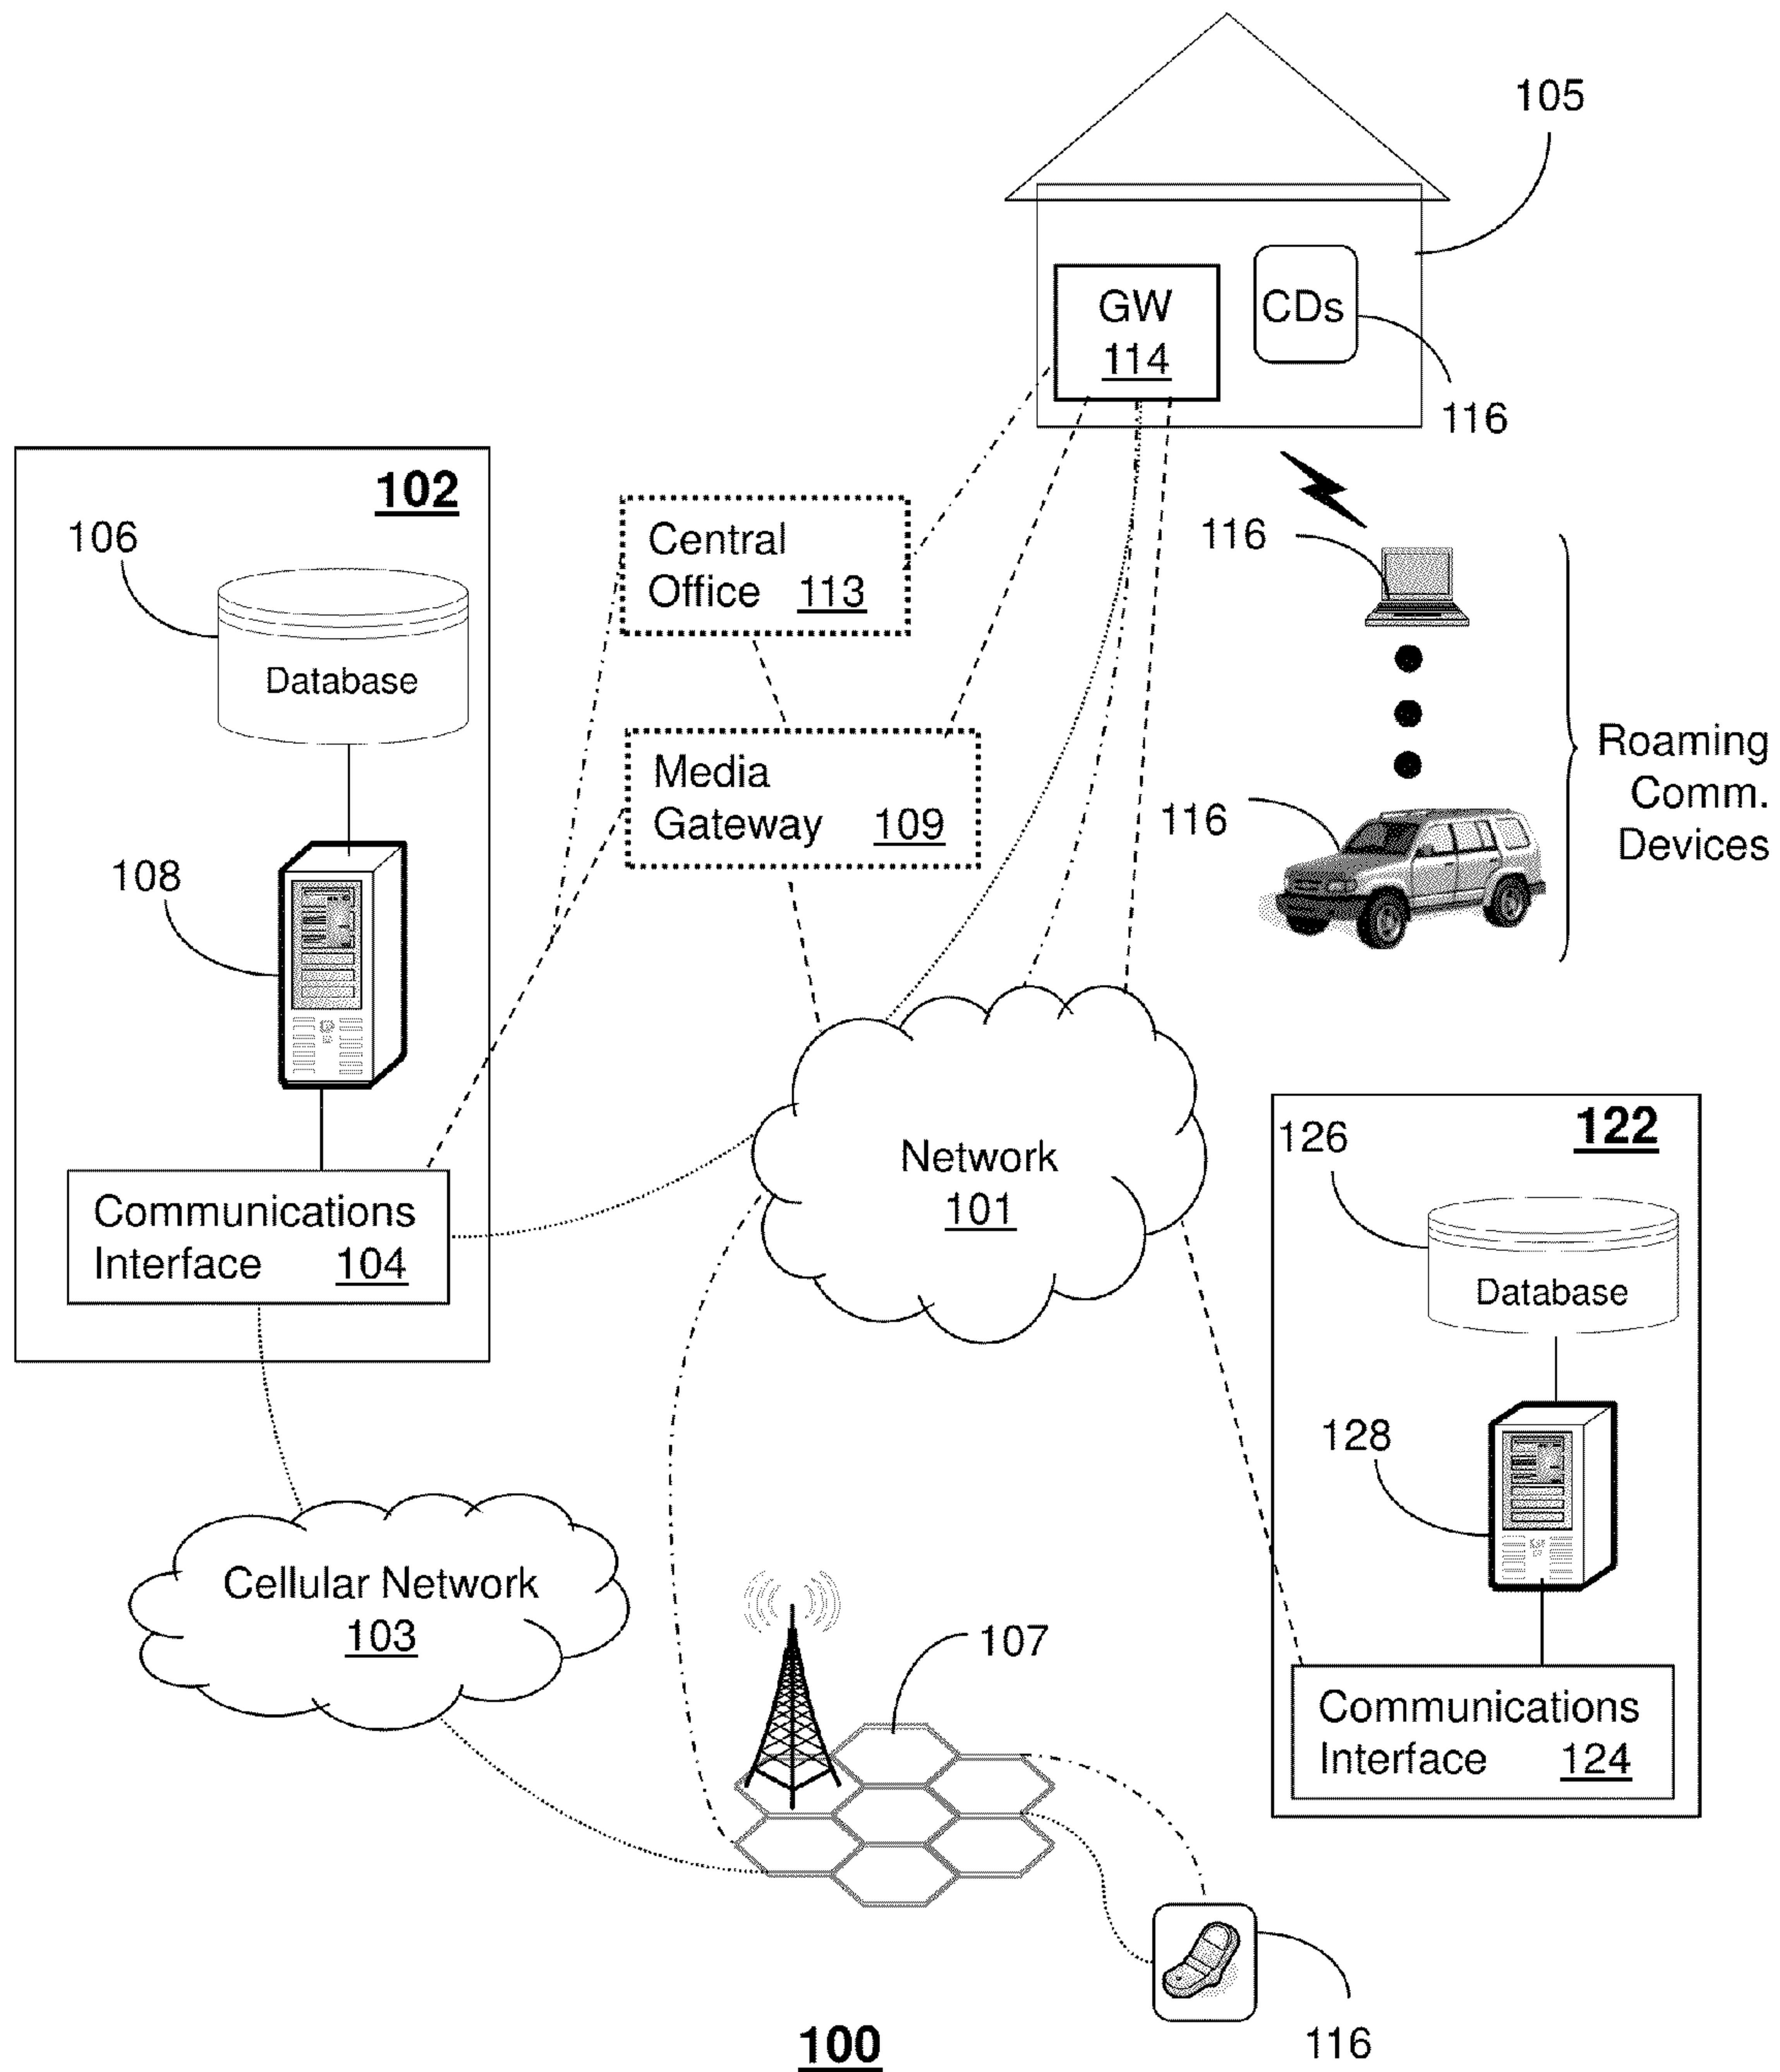 105
GW
114
CDs
116
102
106
Database
Central
Office 113
116
Media
Gateway 109
Roaming
Comm.
Devices
116
108
Network
101
122
126
Database
Communications
Interface 104
128
Cellular Network
103
107
Communications
Interface 124
116
100